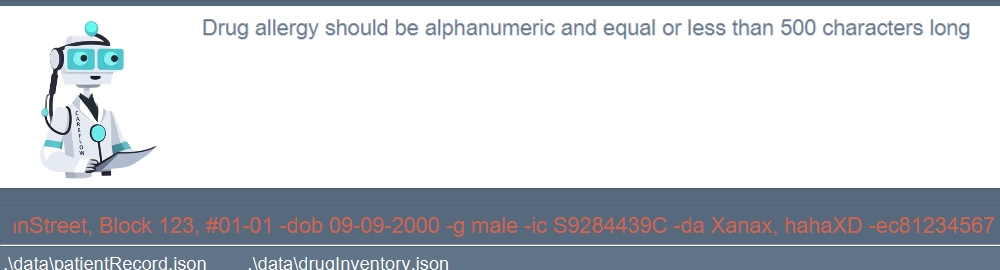 Drug allergy should be alphanumeric and equal or less than 500 characters long
CAREFLOW
Street, Block 123, #01-01 -dob 09-09-2000 -g male -ic S9284439C -da Xanax, hahaXD -ec81234567
.\data\patientRecord.json .\data\drugInventory.json